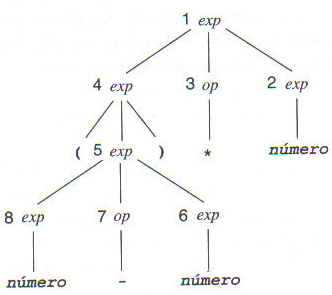 1 exp
4 exp 3 op 2 exp
( 5 exp ) * número
8 exp 7 op 6 exp
número - número